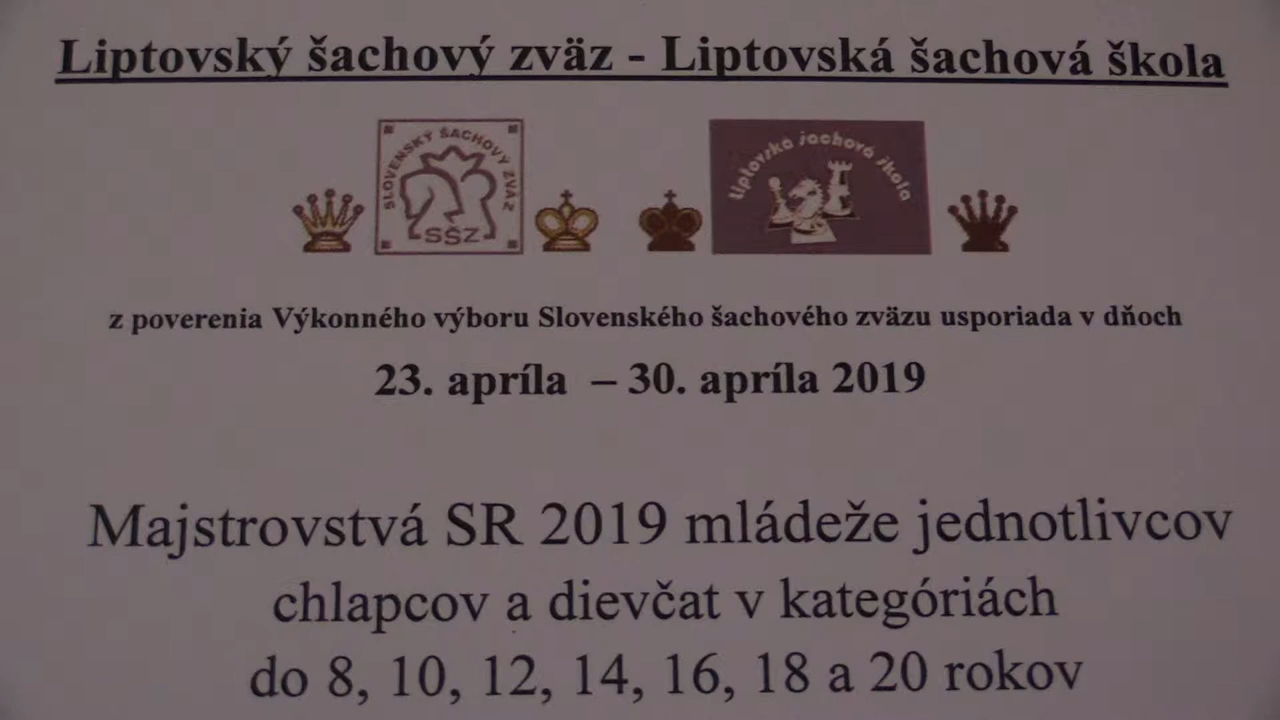 Liptovský šachový zväz - Liptovská šachová škola
SLOVENSKÝ ŠACHOVÝ ZVÄZ
SŠZ
Liptovská šachová škola
z poverenia Výkonného výboru Slovenského šachového zväzu usporiada v dňoch
23. apríla – 30. apríla 2019
Majstrovstvá SR 2019 mládeže jednotlivcov
chlapcov a dievčat v kategóriách
do 8, 10, 12, 14, 16, 18 a 20 rokov